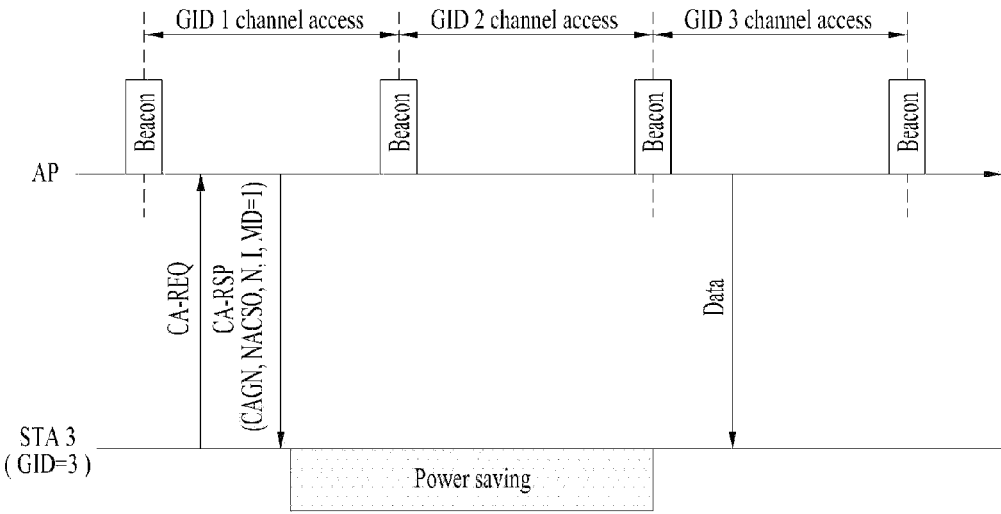 GID 1 channel access
GID 2 channel access
GID 3 channel access
Beacon
Beacon
Beacon
Beacon
AP
CA-REQ
CA-RSP
(CAGN, NACSO, N, I, MD=1)
Data
STA 3
( GID=3 )
Power saving